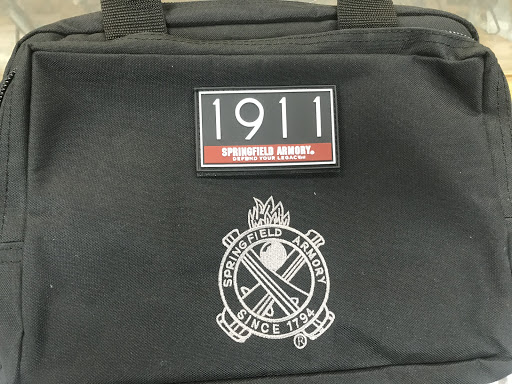 1911
SPRINGFIELD ARMORY®
DEFEND YOUR LEGACY
SPRINGFIELD ARMORY
SINCE 1794
®